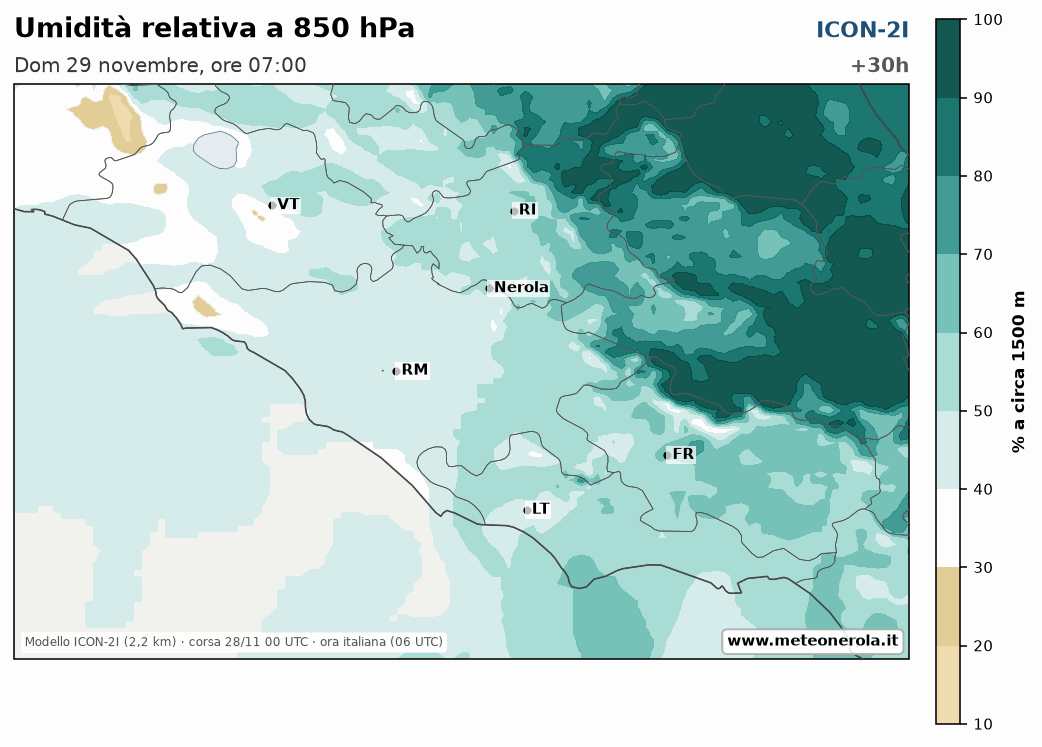 Umidità relativa a 850 hPa
ICON-2I
Dom 29 novembre, ore 07:00
+30h
100
90
80
70
60
50
40
30
20
10
% a circa 1500 m
VT
RI
Nerola
RM
FR
LT
Modello ICON-2I (2,2 km) · corsa 28/11 00 UTC · ora italiana (06 UTC)
www.meteonerola.it